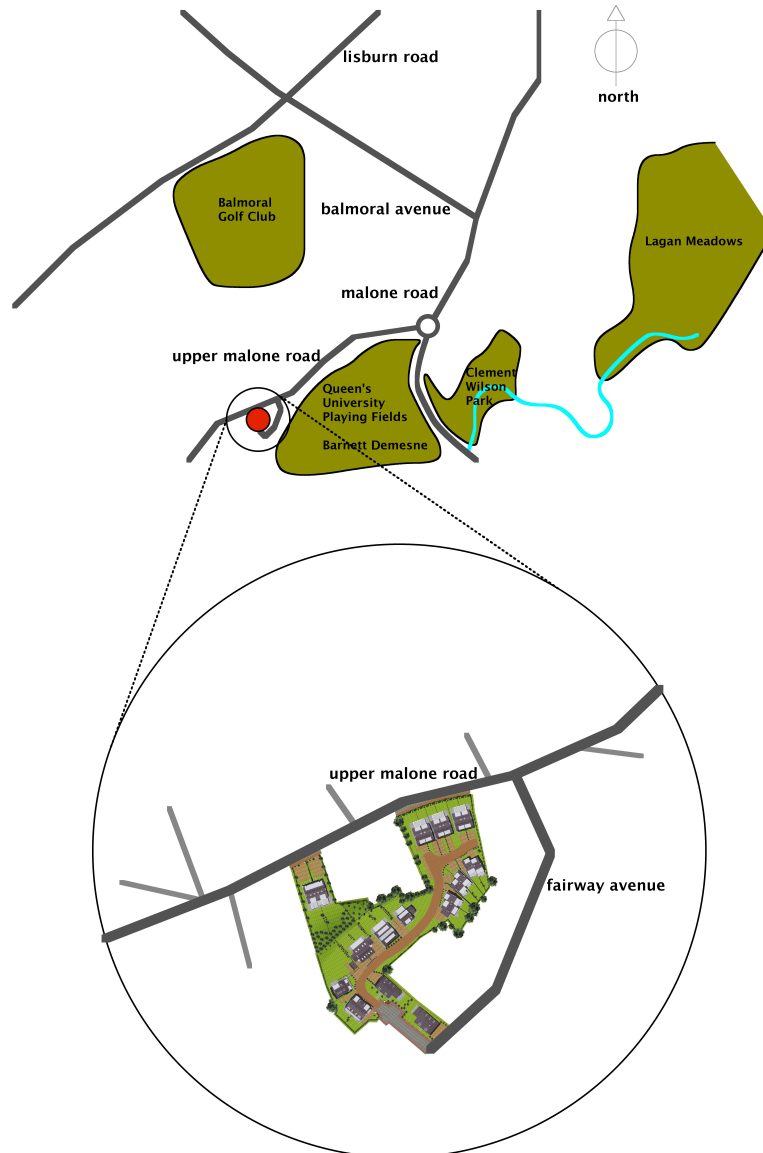 lisburn road
north
Balmoral
Golf Club
balmoral avenue
Lagan Meadows
malone road
upper malone road
Clement
Wilson
Park
Queen's
University
Playing Fields
Barnett Demesne
upper malone road
fairway avenue